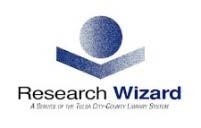 Research Wizard
A Service of the Tulsa City-County Library System